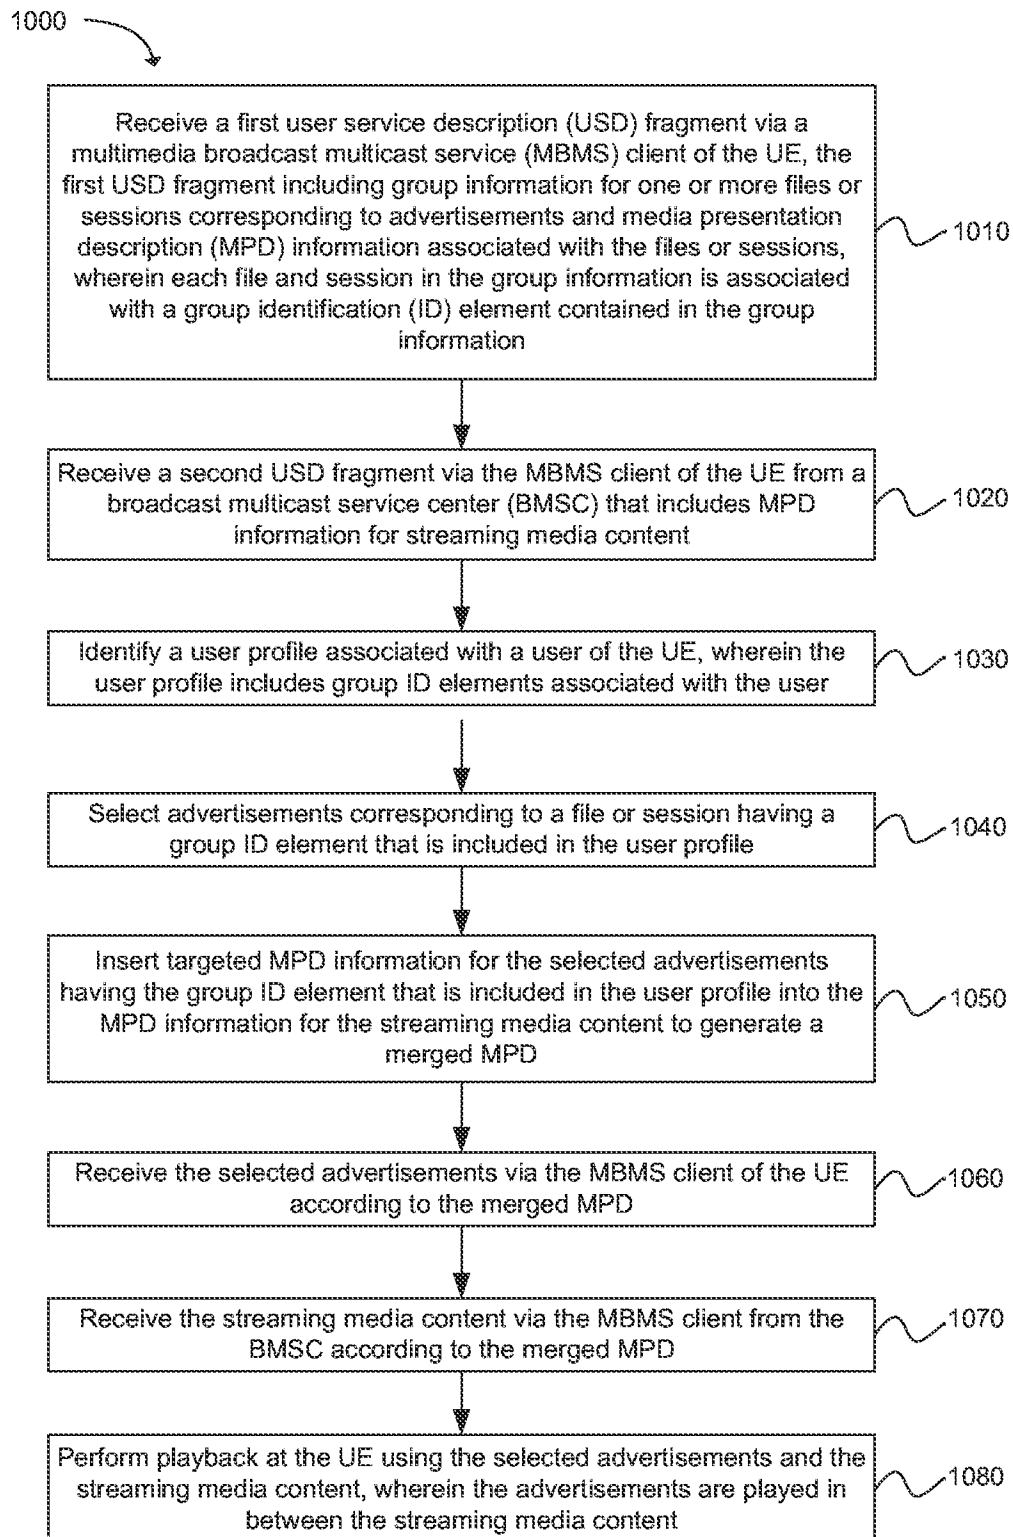 1000
Receive a first user service description (USD) fragment via a
multimedia broadcast multicast service (MBMS) client of the UE, the
first USD fragment including group information for one or more files or
sessions corresponding to advertisements and media presentation
description (MPD) information associated with the files or sessions,
wherein each file and session in the group information is associated
with a group identification (ID) element contained in the group
information
1010
Receive a second USD fragment via the MBMS client of the UE from a
broadcast multicast service center (BMSC) that includes MPD
information for streaming media content
1020
Identify a user profile associated with a user of the UE, wherein the
user profile includes group ID elements associated with the user
1030
Select advertisements corresponding to a file or session having a
group ID element that is included in the user profile
1040
Insert targeted MPD information for the selected advertisements
having the group ID element that is included in the user profile into the
MPD information for the streaming media content to generate a
merged MPD
1050
Receive the selected advertisements via the MBMS client of the UE
according to the merged MPD
1060
Receive the streaming media content via the MBMS client from the
BMSC according to the merged MPD
1070
Perform playback at the UE using the selected advertisements and the
streaming media content, wherein the advertisements are played in
between the streaming media content
1080